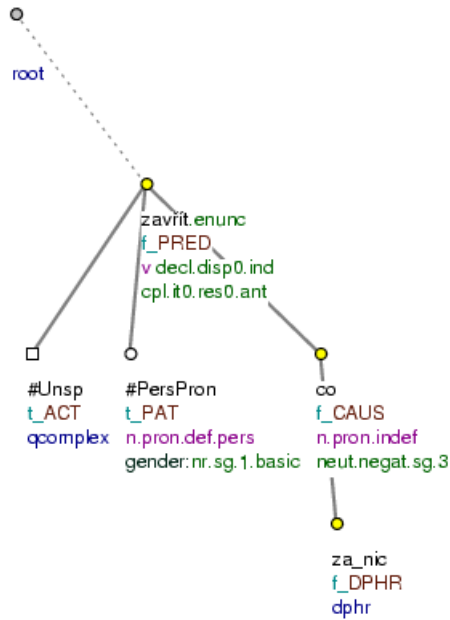 root
zavřít.enunc
f_PRED
v decl.disp0.ind
cpl.it0.res0.ant
#Unsp
t_ACT
qcomplex
#PersPron
t_PAT
n.pron.def.pers
gender:nr.sg.1.basic
co
f_CAUS
n.pron.indef
neut.negat.sg.3
za_nic
f_DPHR
dphr